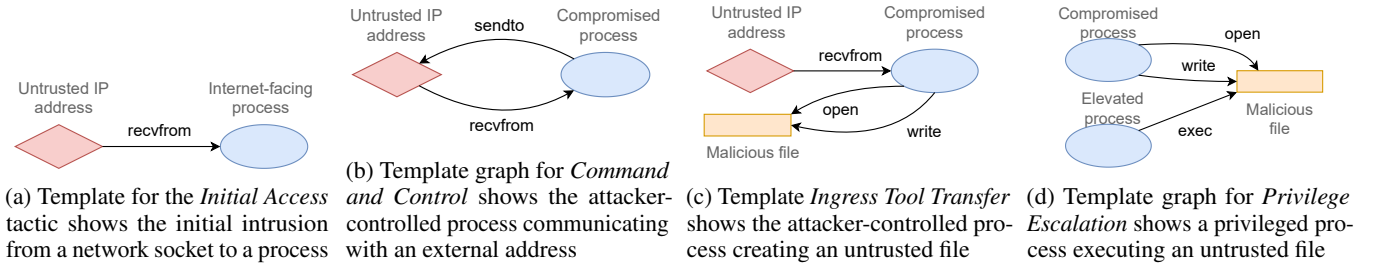 Untrusted IP
address
Internet-facing
process
recvfrom
(a) Template for the Initial Access
tactic shows the initial intrusion
from a network socket to a process
Untrusted IP
address
Compromised
process
sendto
recvfrom
(b) Template graph for Command
and Control shows the attacker-
controlled process communicating
with an external address
Untrusted IP
address
Compromised
process
recvfrom
open
write
Malicious file
(c) Template Ingress Tool Transfer
shows the attacker-controlled pro-
cess creating an untrusted file
Compromised
process
open
write
Elevated
process
exec
Malicious
file
(d) Template graph for Privilege
Escalation shows a privileged pro-
cess executing an untrusted file